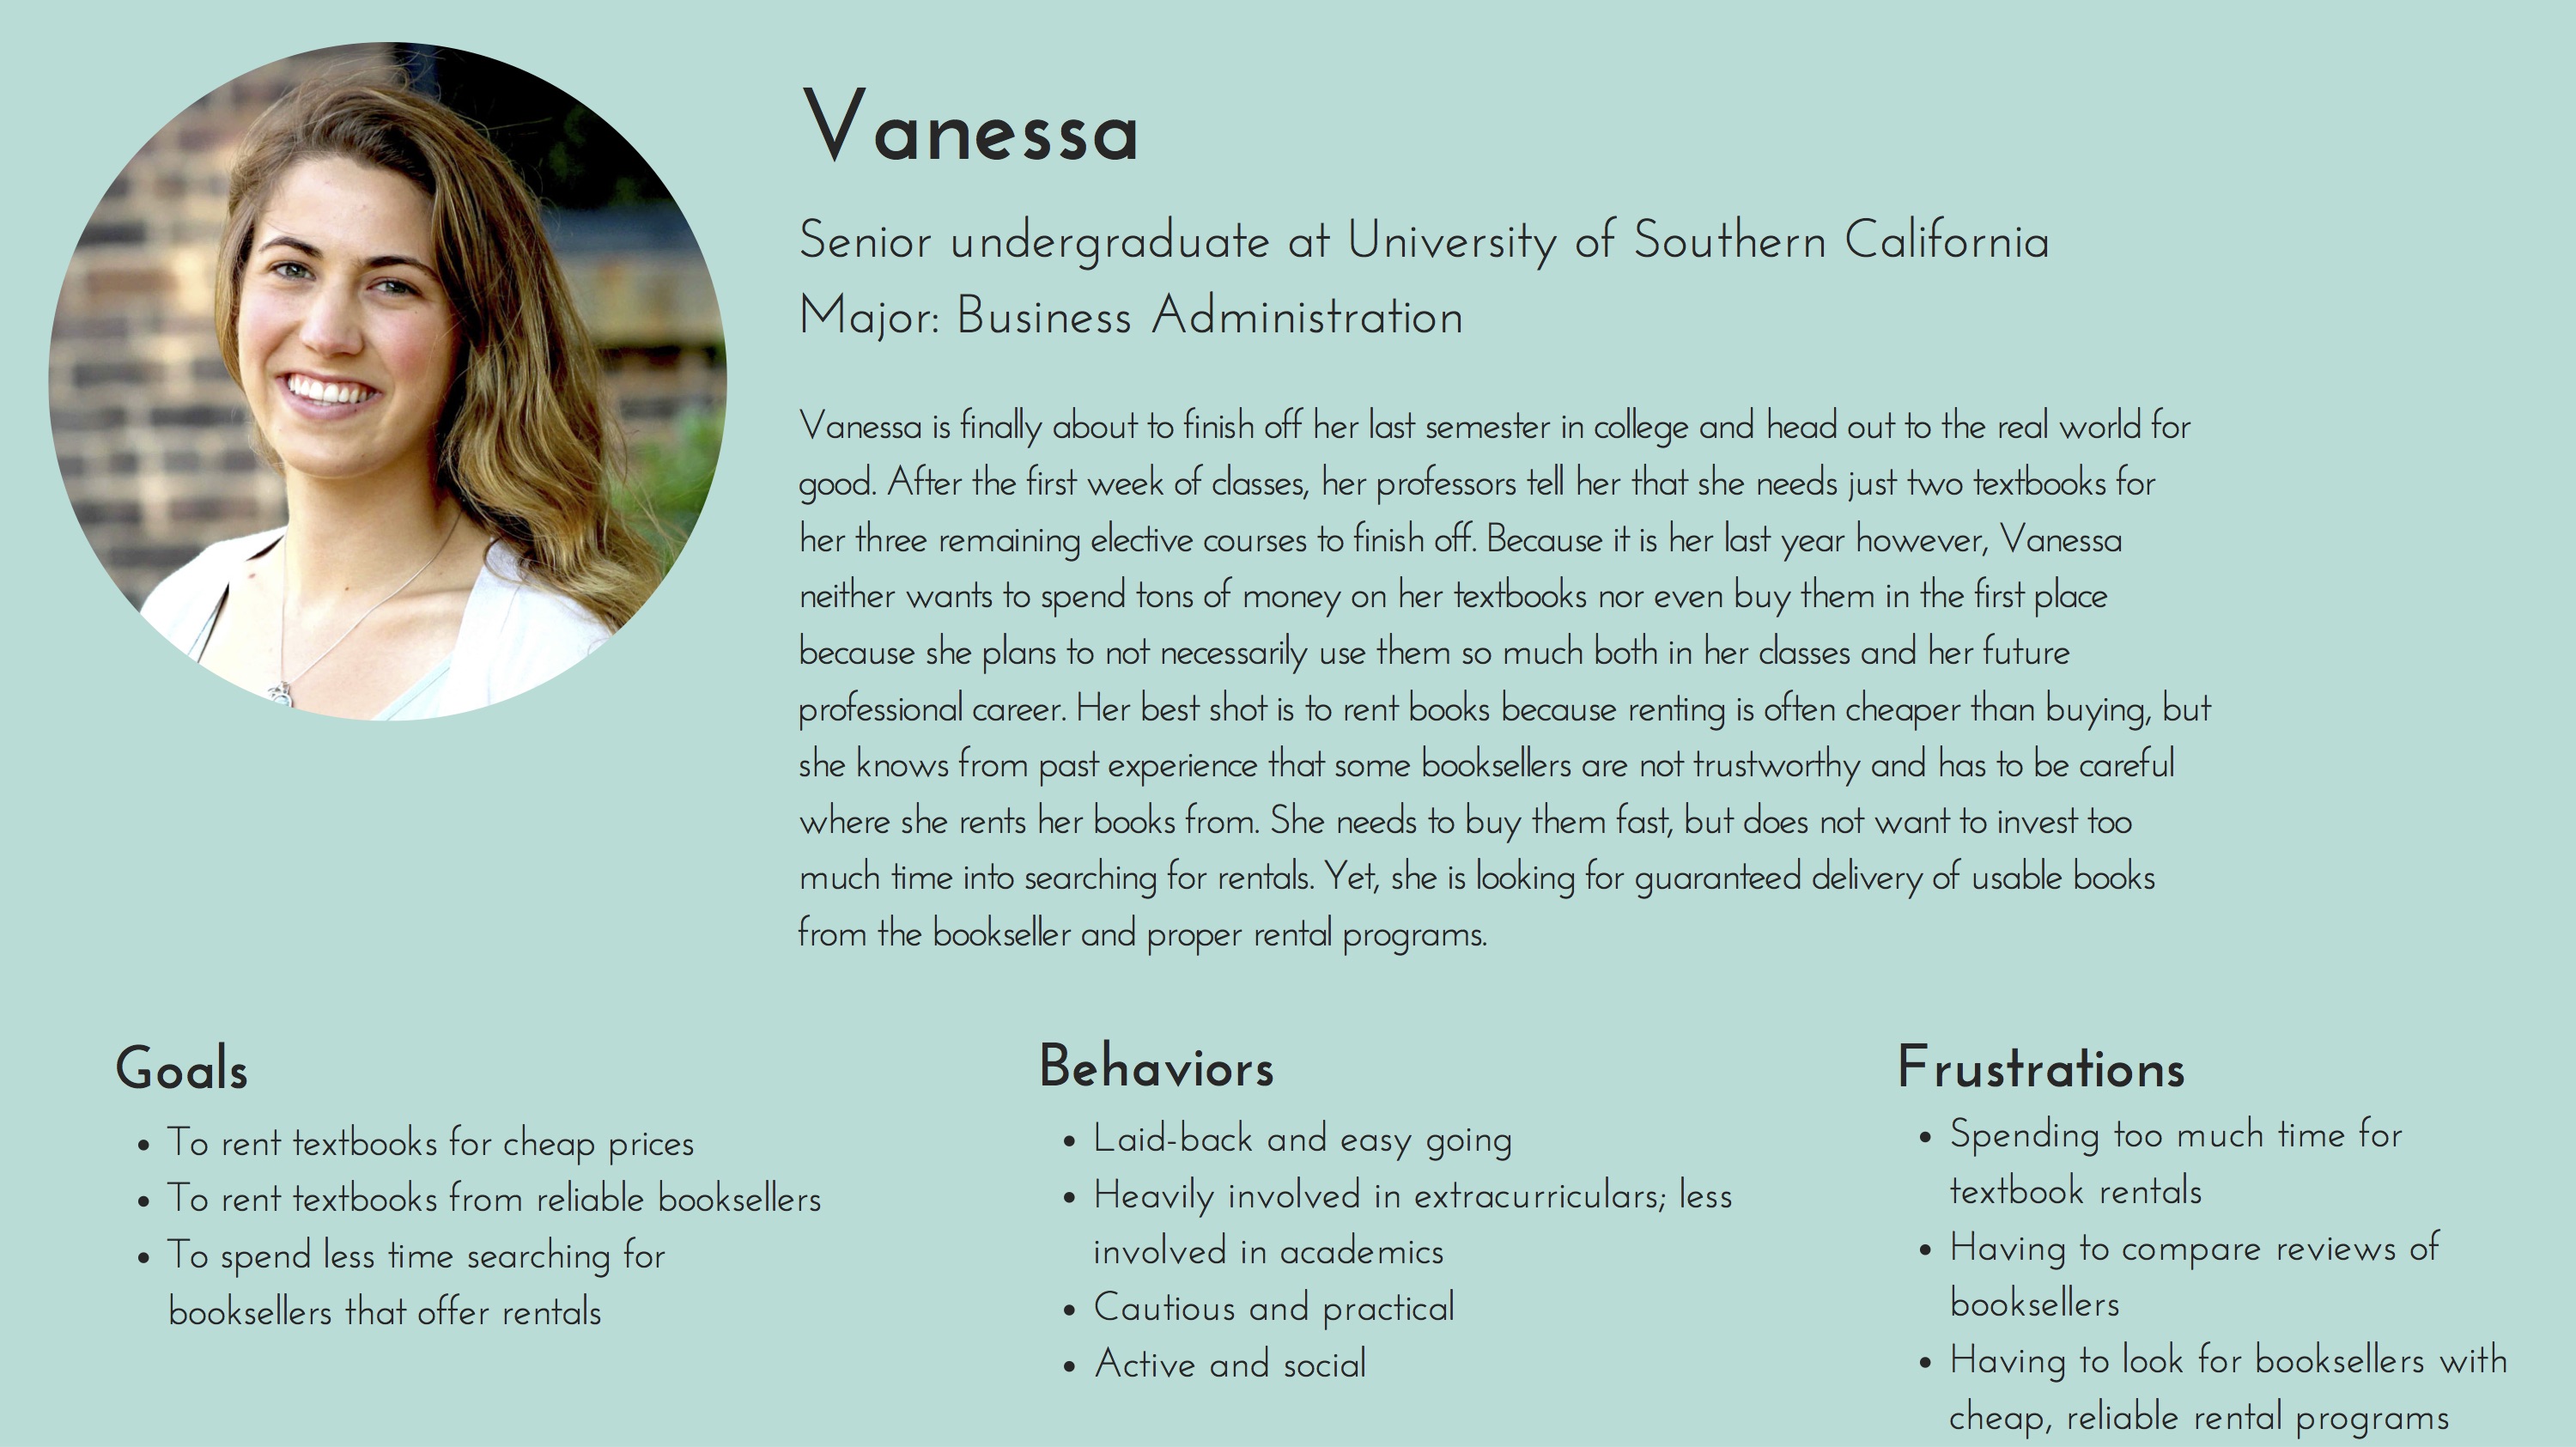 Vanessa
Senior undergraduate at University of Southern California
Major: Business Administration
Vanessa is finally about to finish off her last semester in college and head out to the real world for
good. After the first week of classes, her professors tell her that she needs just two textbooks for
her three remaining elective courses to finish off. Because it is her last year however, Vanessa
neither wants to spend tons of money on her textbooks nor even buy them in the first place
because she plans to not necessarily use them so much both in her classes and her future
professional career. Her best shot is to rent books because renting is often cheaper than buying, but
she knows from past experience that some booksellers are not trustworthy and has to be careful
where she rents her books from. She needs to buy them fast, but does not want to invest too
much time into searching for rentals. Yet, she is looking for guaranteed delivery of usable books
from the bookseller and proper rental programs.
Goals
• To rent textbooks for cheap prices
• To rent textbooks from reliable booksellers
• To spend less time searching for
booksellers that offer rentals
Behaviors
• Laid-back and easy going
• Heavily involved in extracurriculars; less
involved in academics
• Cautious and practical
• Active and social
Frustrations
• Spending too much time for
textbook rentals
• Having to compare reviews of
booksellers
• Having to look for booksellers with
cheap, reliable rental programs